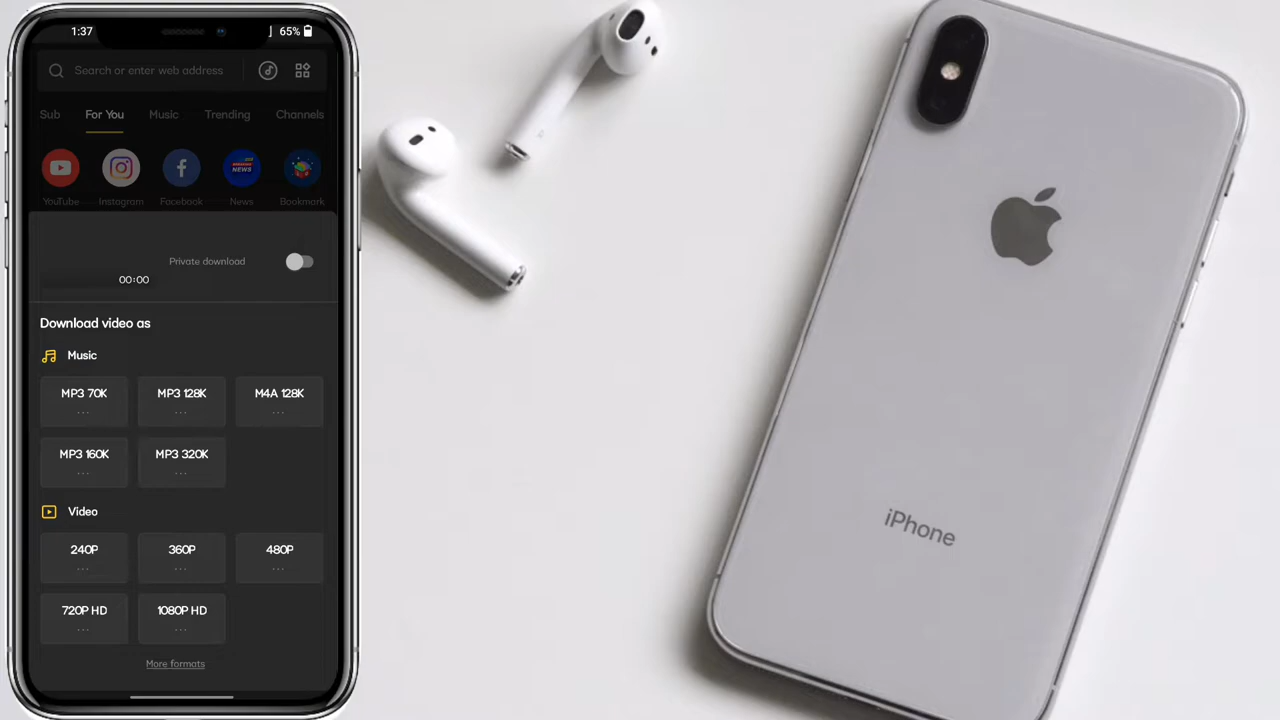 1:37
65%
Search or enter web address
Sub For You Music Trending Channels
NEWS
YouTube Instagram Facebook News Bookmark
Private download
00:00
Download video as
Music
MP3 70K MP3 128K M4A 128K
... ... ...
MP3 160K MP3 320K
... ...
Video
240P 360P 480P
... ... ...
720P HD 1080P HD
... ...
More formats
iPhone